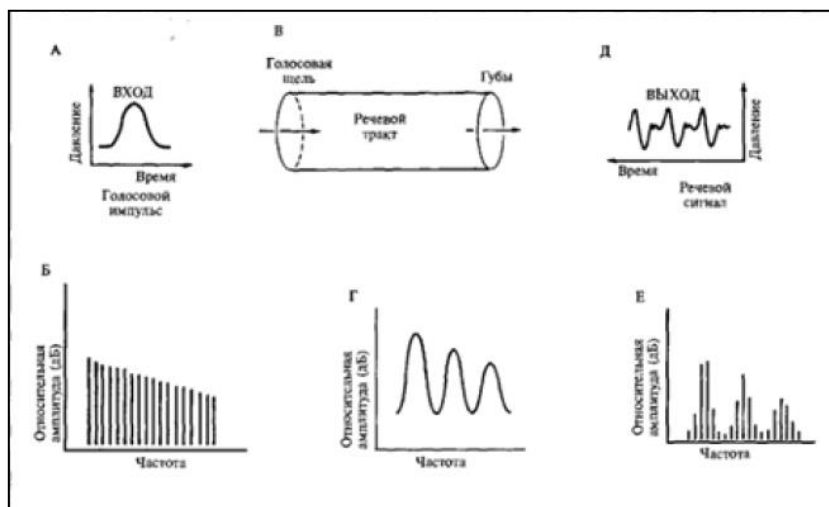 А
Давление
ВХОД
Время
Голосовой
импульс
В
Голосовая
щель
Губы
Речевой
тракт
Д
ВЫХОД
Давление
Время
Речевой
сигнал
Б
Относительная
амплитуда (дБ)
Частота
Г
Относительная
амплитуда (дБ)
Частота
Е
Относительная
амплитуда (дБ)
Частота